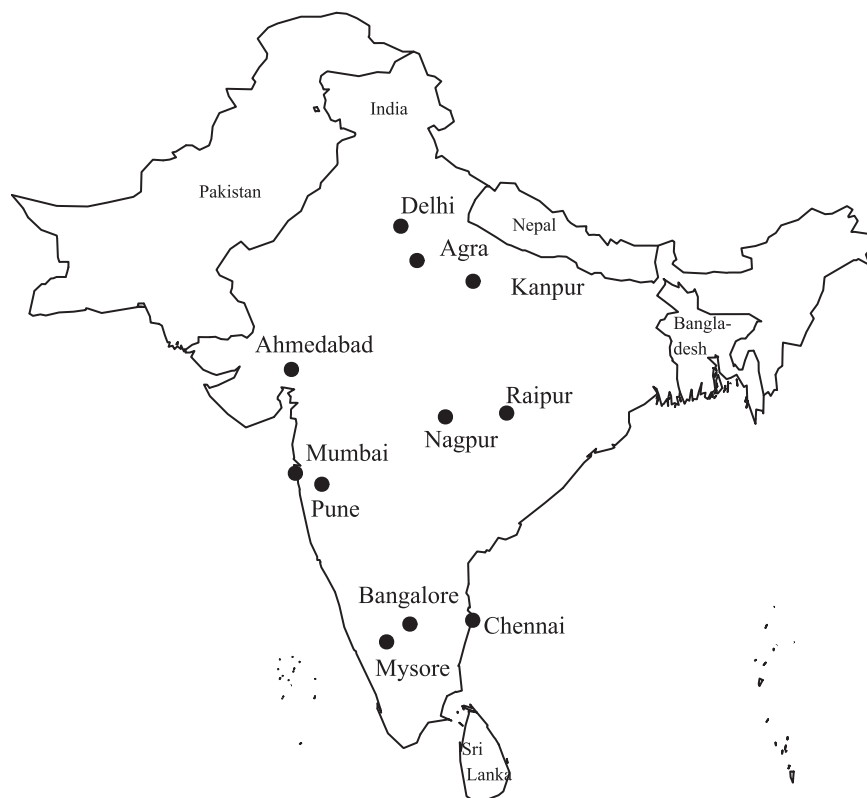 India
Pakistan
Delhi
Nepal
Agra
Kanpur
Bangla-
desh
Ahmedabad
Raipur
Nagpur
Mumbai
Pune
Bangalore
Chennai
Mysore
Sri
Lanka